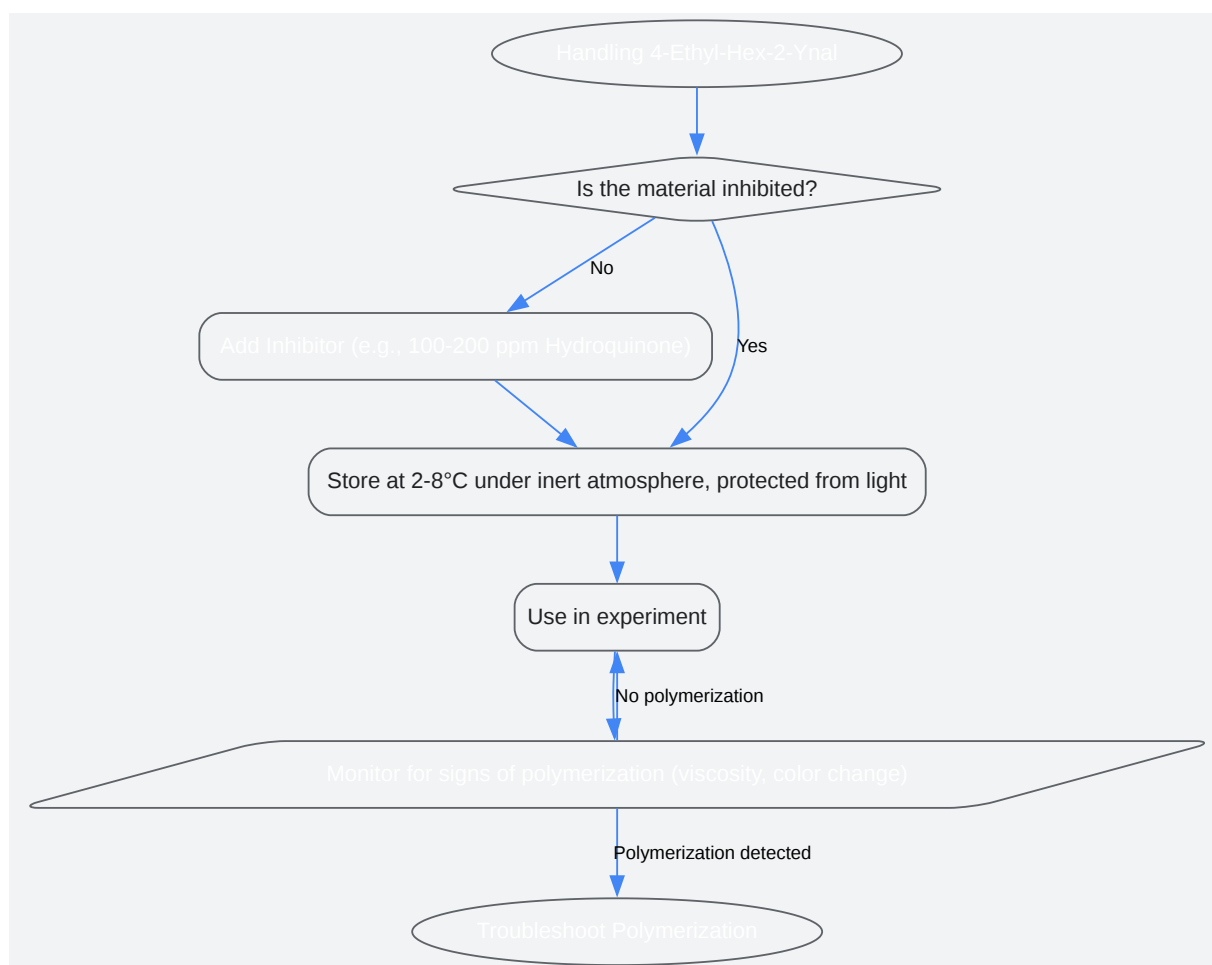 Handling 4-Ethyl-Hex-2-Ynal
Is the material inhibited?
No
Add Inhibitor (e.g., 100-200 ppm Hydroquinone)
Yes
Store at 2-8°C under inert atmosphere, protected from light
Use in experiment
No polymerization
Monitor for signs of polymerization (viscosity, color change)
Polymerization detected
Troubleshoot Polymerization